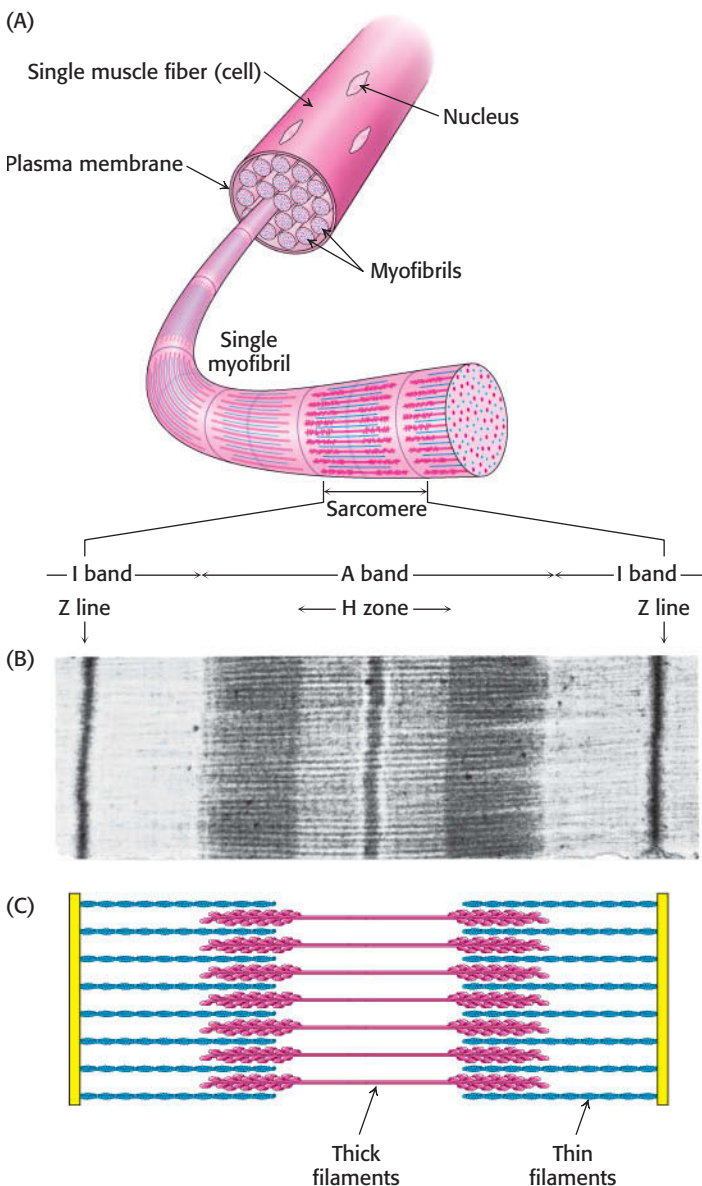 (A)
Single muscle fiber (cell)
Nucleus
Plasma membrane
Myofibrils
Single
myofibril
Sarcomere
I band
A band
I band
Z line
H zone
Z line
(B)
(C)
Thick
filaments
Thin
filaments